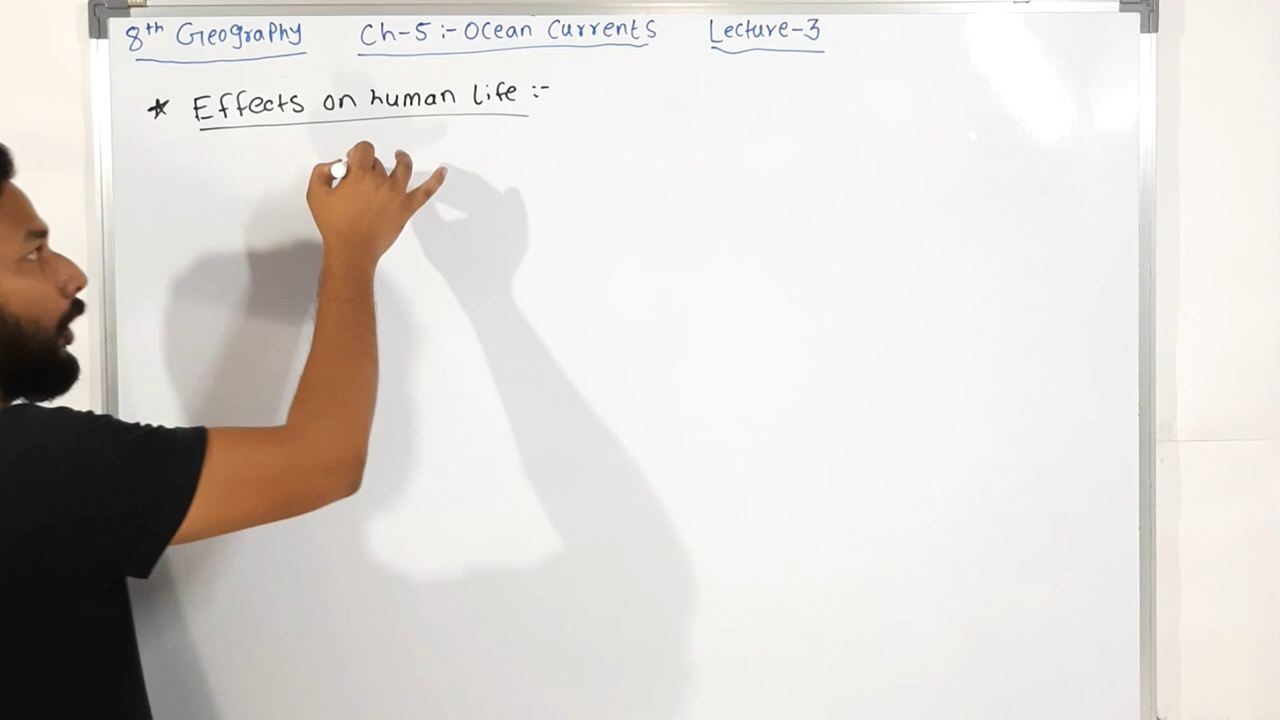 8th Geography Ch-5 :- Ocean Currents Lecture-3
* Effects on human life :-